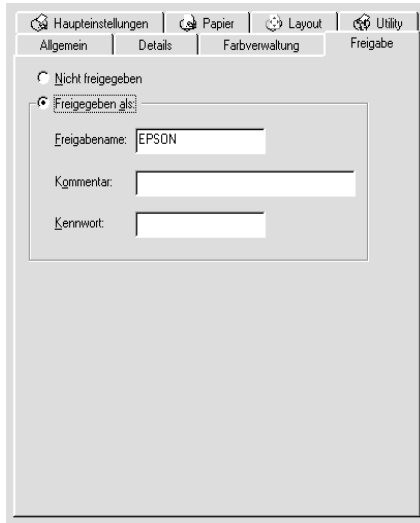 Haupteinstellungen Papier Layout Utility
Allgemein Details Farbverwaltung Freigabe
Nicht freigegeben
Freigegeben als:
Freigabename: EPSON
Kommentar:
Kennwort: